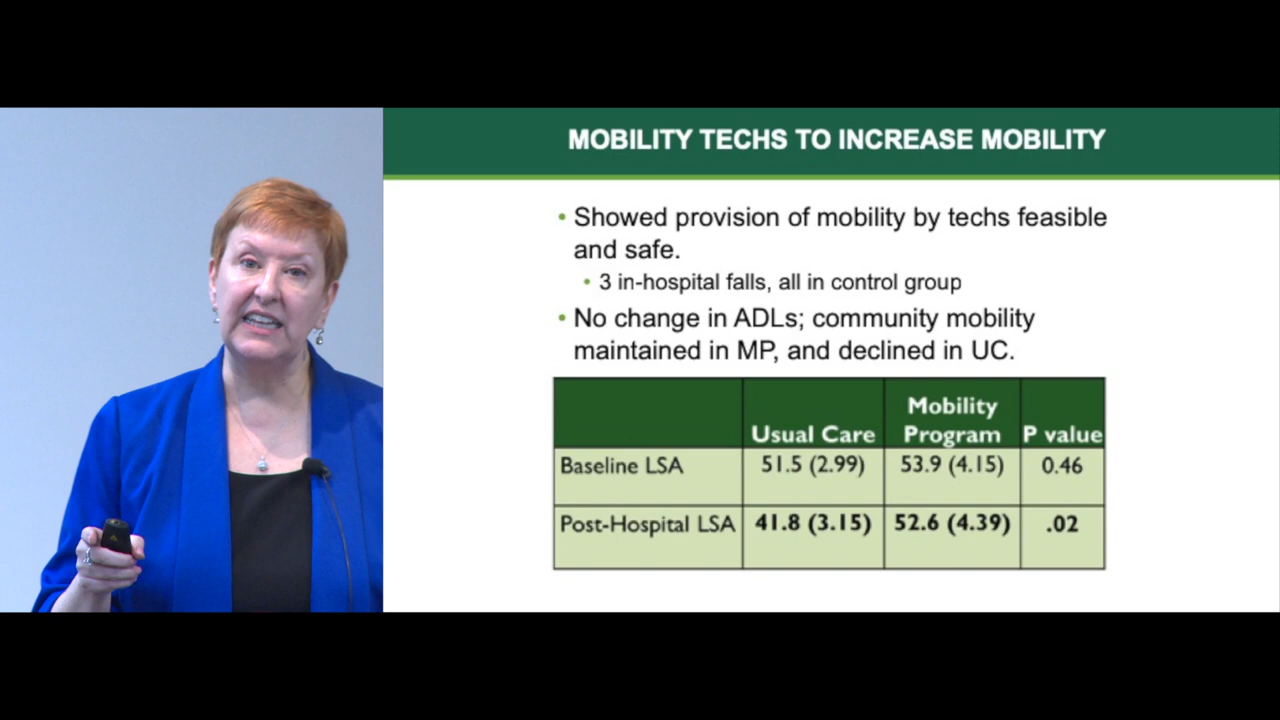 MOBILITY TECHS TO INCREASE MOBILITY
• Showed provision of mobility by techs feasible
and safe.
• 3 in-hospital falls, all in control group
• No change in ADLs; community mobility
maintained in MP, and declined in UC.
Usual Care Mobility Program P value
Baseline LSA 51.5 (2.99) 53.9 (4.15) 0.46
Post-Hospital LSA 41.8 (3.15) 52.6 (4.39) .02